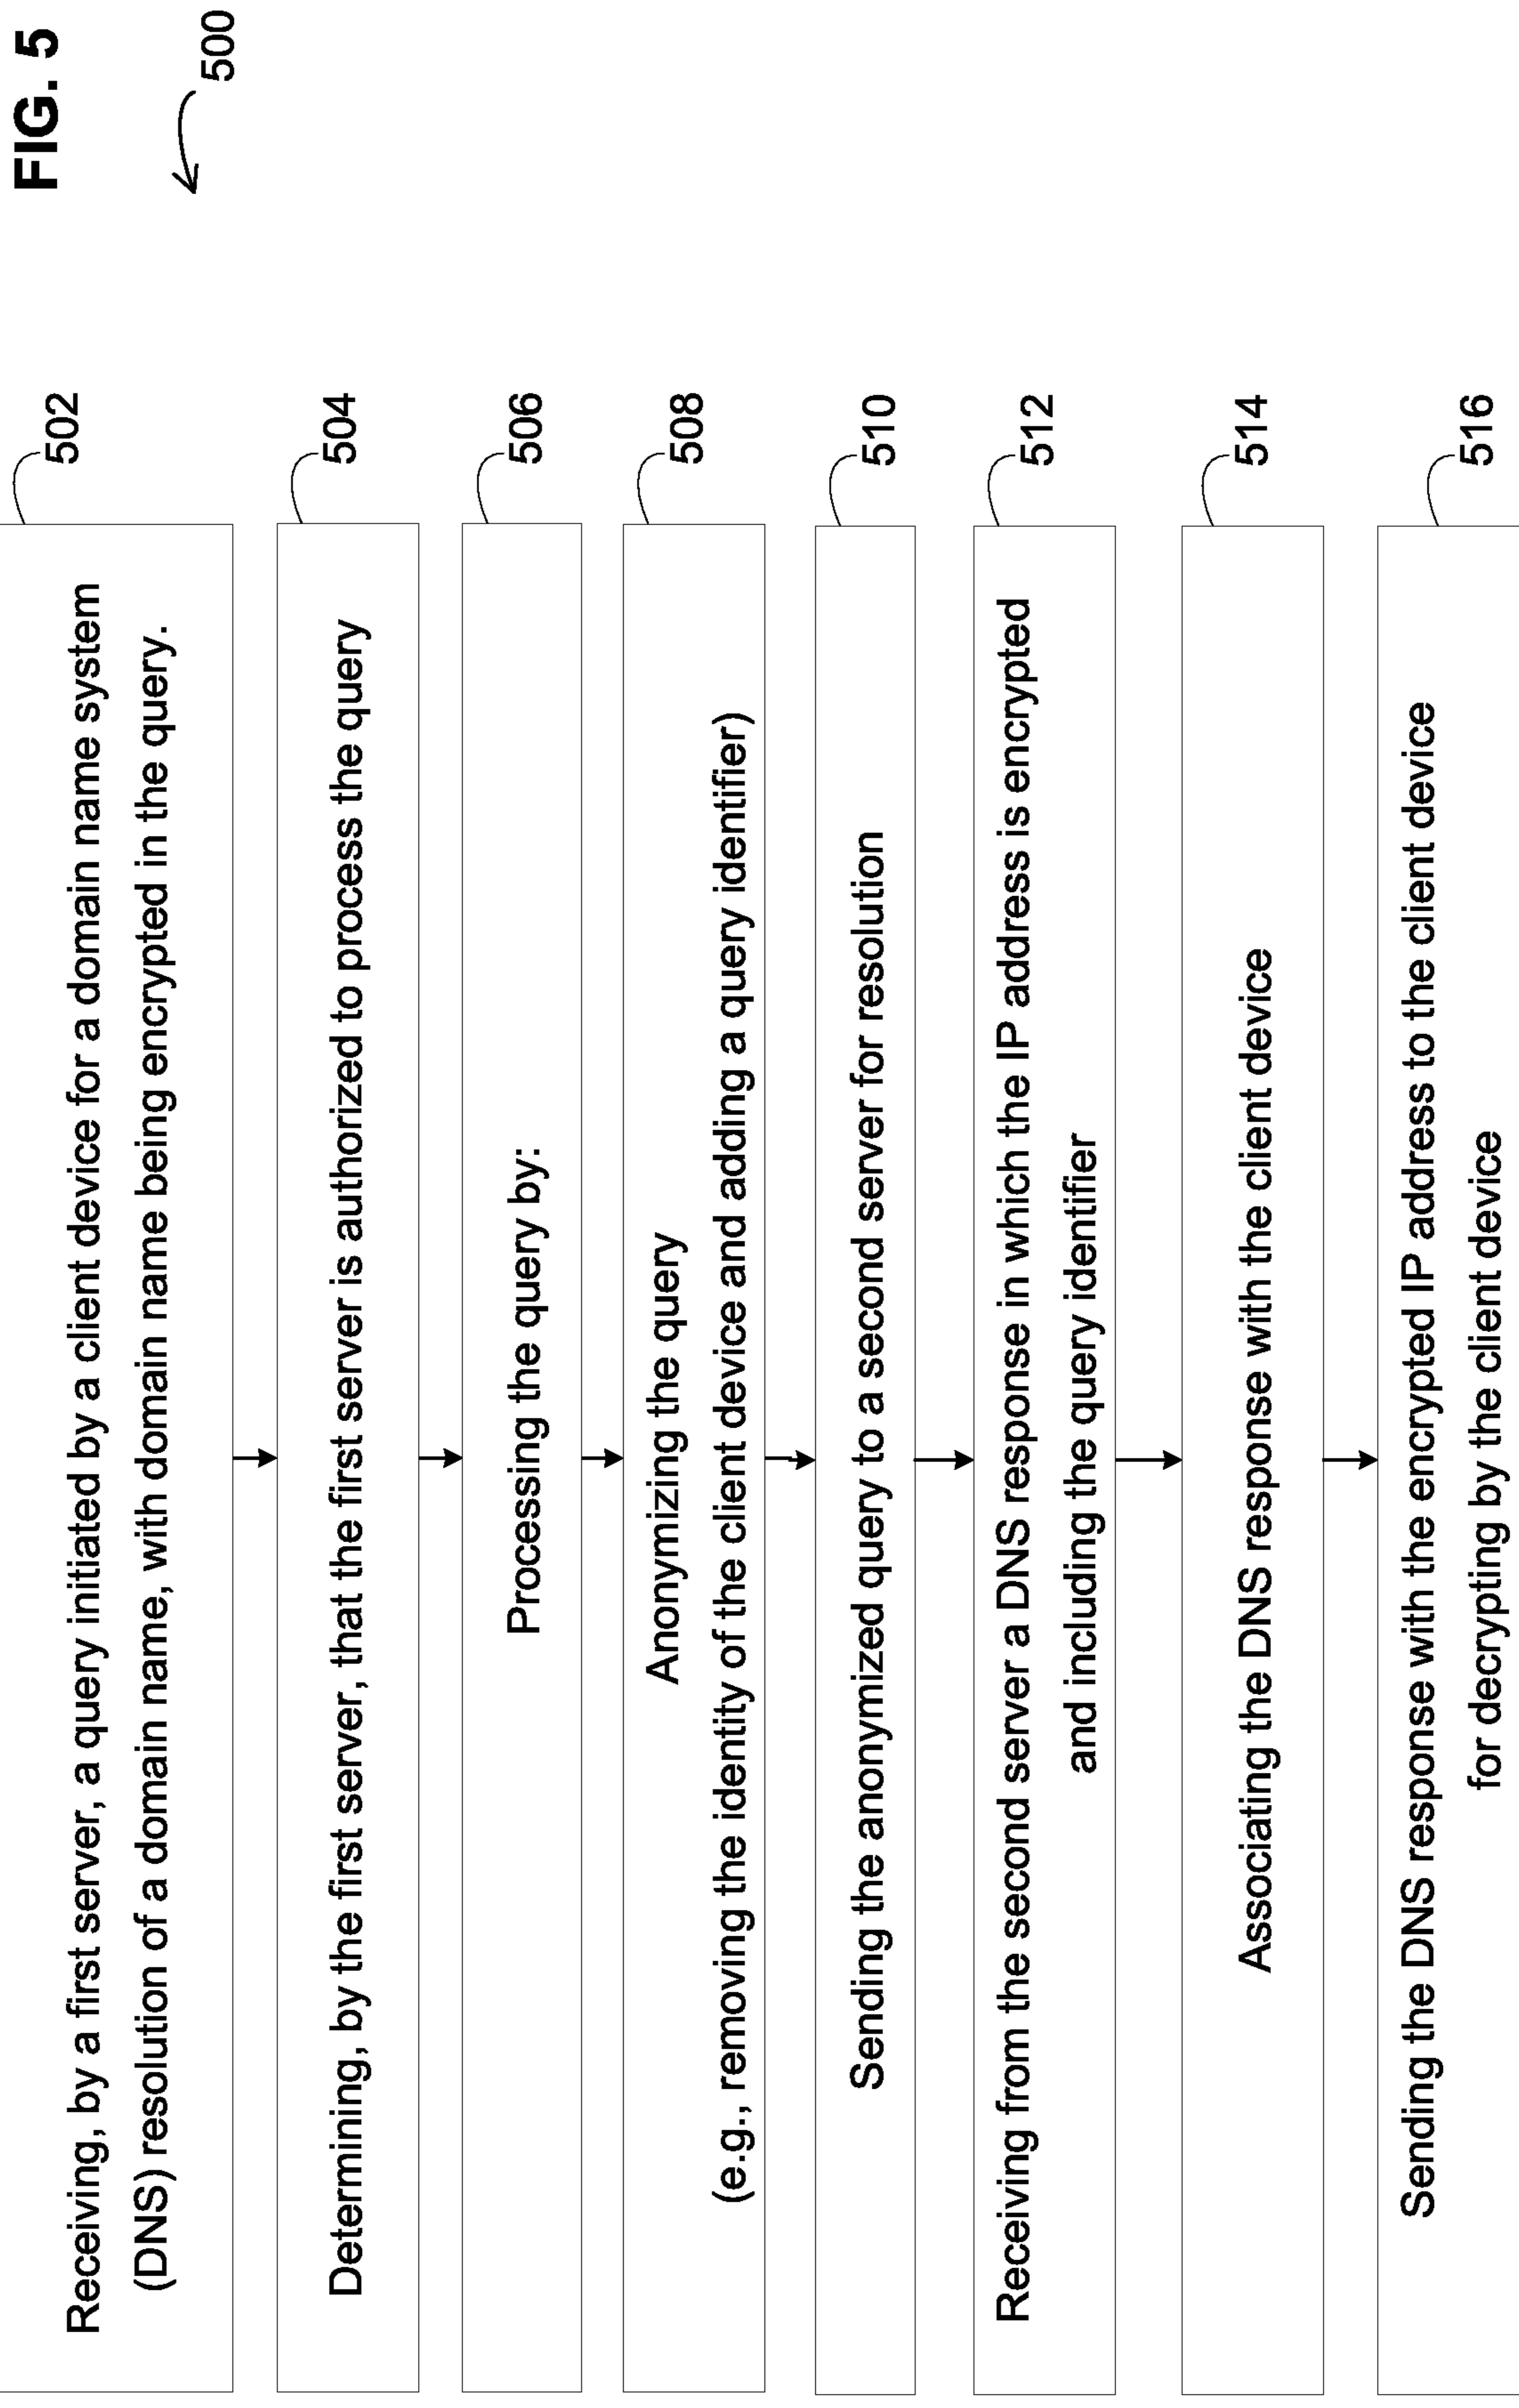 FIG. 5
500
Receiving, by a first server, a query initiated by a client device for a domain name system
(DNS) resolution of a domain name, with domain name being encrypted in the query.
502
Determining, by the first server, that the first server is authorized to process the query
504
Processing the query by:
506
Anonymizing the query
(e.g., removing the identity of the client device and adding a query identifier)
508
Sending the anonymized query to a second server for resolution
510
Receiving from the second server a DNS response in which the IP address is encrypted
and including the query identifier
512
Associating the DNS response with the client device
514
Sending the DNS response with the encrypted IP address to the client device
for decrypting by the client device
516